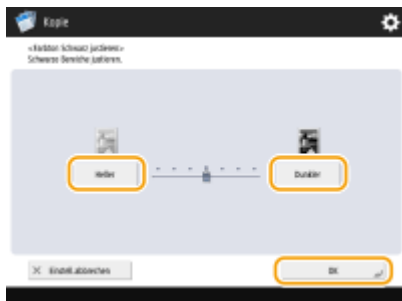 Kopie
<Farbton Schwarz justieren>
Schwarze Bereiche justieren.
Heller
Dunkler
Einstell.abbrechen
OK